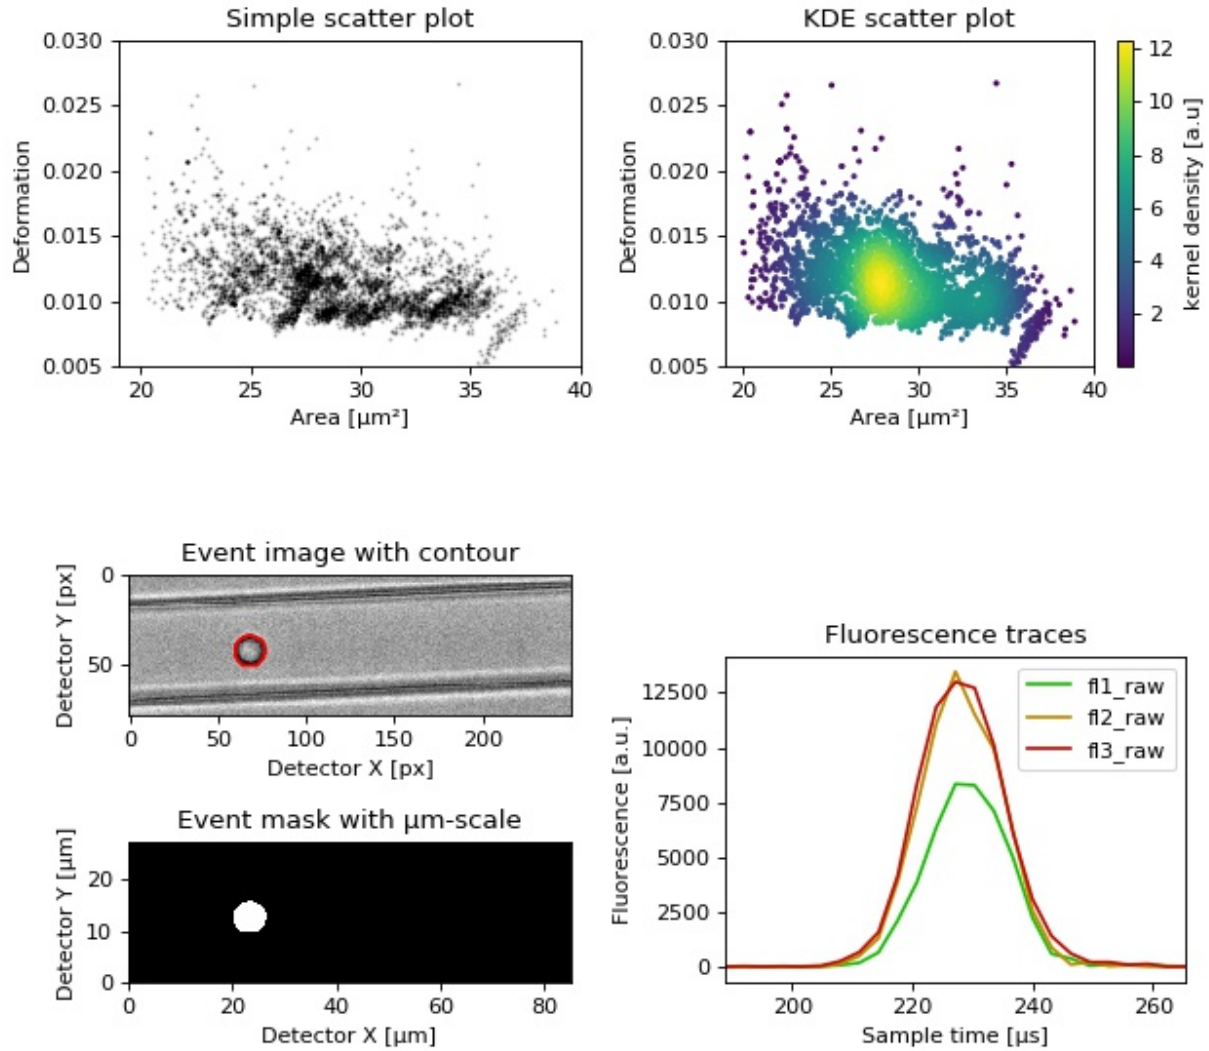 Simple scatter plot
0.030
0.025
0.020
0.015
0.010
0.005
Deformation
20 25 30 35 40
Area [µm²]
KDE scatter plot
0.030
0.025
0.020
0.015
0.010
0.005
Deformation
20 25 30 35 40
Area [µm²]
12
10
8
6
4
2
kernel density [a.u]
Event image with contour
0
50
Detector Y [px]
0 50 100 150 200
Detector X [px]
Event mask with µm-scale
20
10
0
Detector Y [µm]
0 20 40 60 80
Detector X [µm]
Fluorescence traces
12500
10000
7500
5000
2500
0
Fluorescence [a.u.]
fl1_raw
fl2_raw
fl3_raw
200 220 240 260
Sample time [µs]